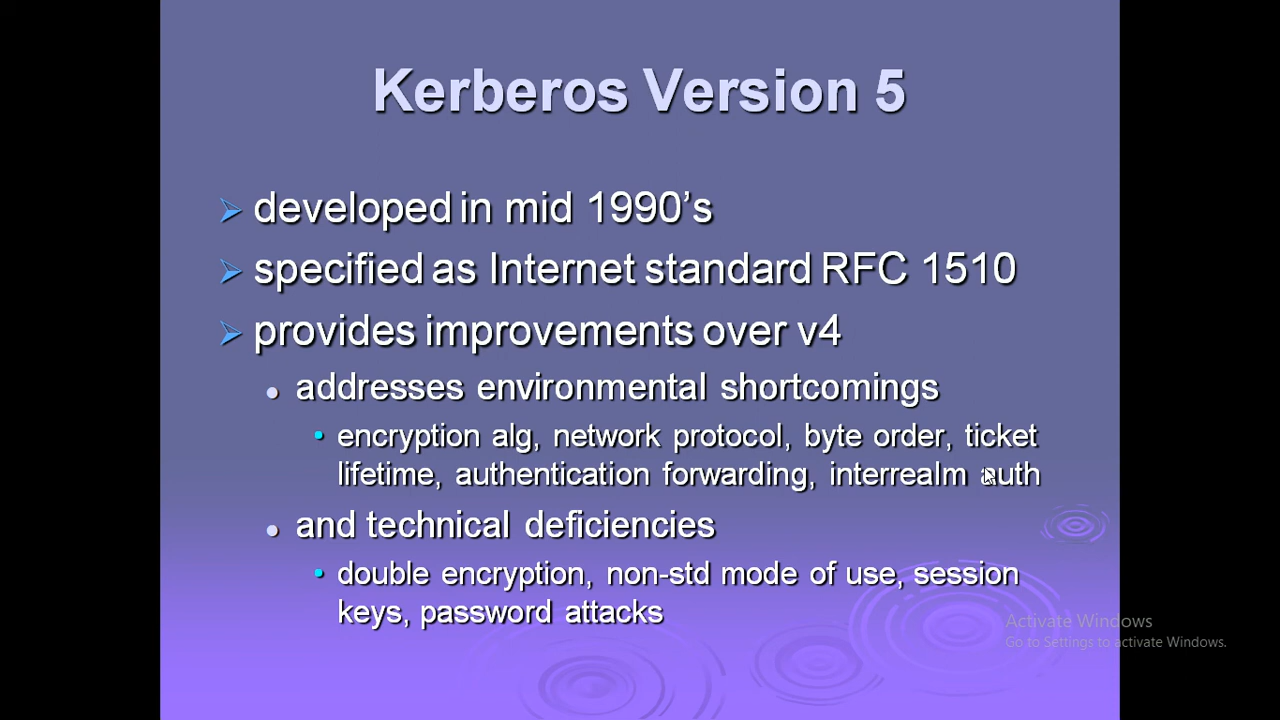 Kerberos Version 5
developed in mid 1990’s
specified as Internet standard RFC 1510
provides improvements over v4
addresses environmental shortcomings
encryption alg, network protocol, byte order, ticket
lifetime, authentication forwarding, interrealm auth
and technical deficiencies
double encryption, non-std mode of use, session
keys, password attacks
Activate Windows
Go to Settings to activate Windows.